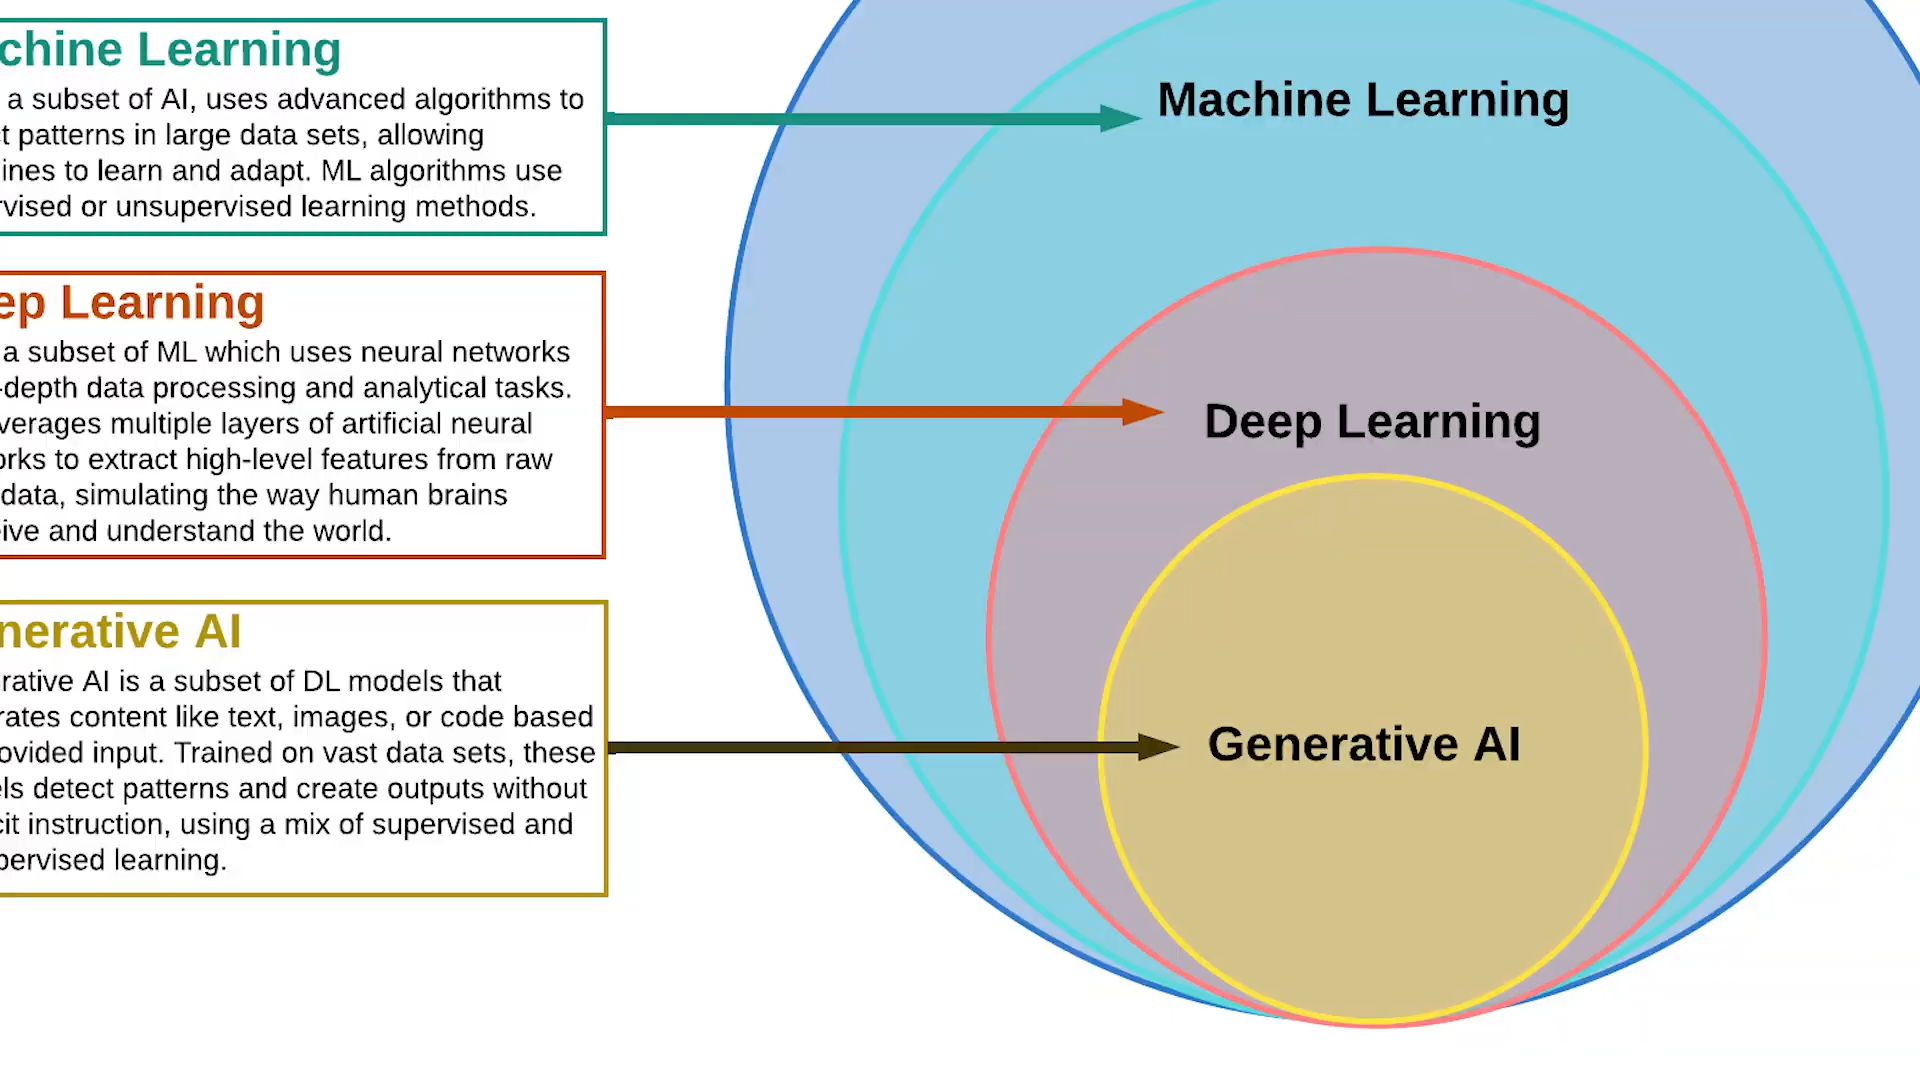 chine Learning
a subset of AI, uses advanced algorithms to
ct patterns in large data sets, allowing
ines to learn and adapt. ML algorithms use
rvised or unsupervised learning methods.
ep Learning
a subset of ML which uses neural networks
-depth data processing and analytical tasks.
verages multiple layers of artificial neural
orks to extract high-level features from raw
data, simulating the way human brains
eive and understand the world.
nerative AI
rative AI is a subset of DL models that
rates content like text, images, or code based
ovided input. Trained on vast data sets, these
els detect patterns and create outputs without
cit instruction, using a mix of supervised and
pervised learning.
Machine Learning
Deep Learning
Generative AI